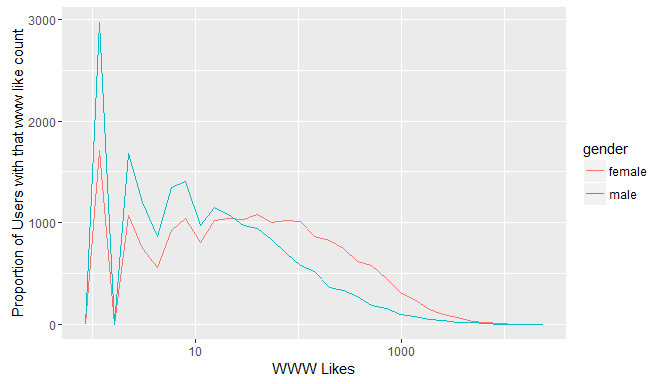 3000
2000
1000
0
Proportion of Users with that www like count
10
1000
WWW Likes
gender
female
male